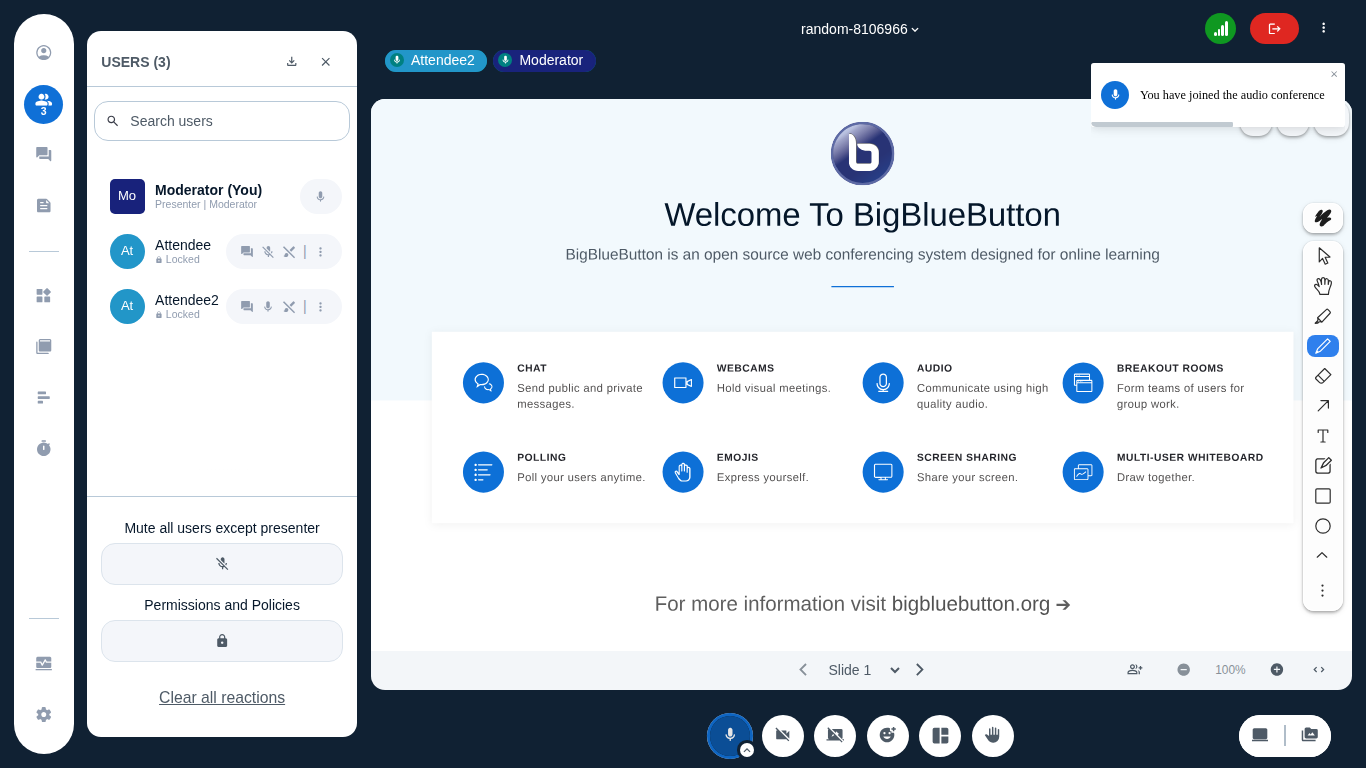 random-8106966
USERS (3)
3
Search users
Mo
Moderator (You)
Presenter | Moderator
At
Attendee
Locked
At
Attendee2
Locked
Mute all users except presenter
Permissions and Policies
Clear all reactions
Attendee2
Moderator
You have joined the audio conference
Welcome To BigBlueButton
BigBlueButton is an open source web conferencing system designed for online learning
CHAT
Send public and private
messages.
WEBCAMS
Hold visual meetings.
AUDIO
Communicate using high
quality audio.
BREAKOUT ROOMS
Form teams of users for
group work.
POLLING
Poll your users anytime.
EMOJIS
Express yourself.
SCREEN SHARING
Share your screen.
MULTI-USER WHITEBOARD
Draw together.
For more information visit bigbluebutton.org ➔
Slide 1
100%